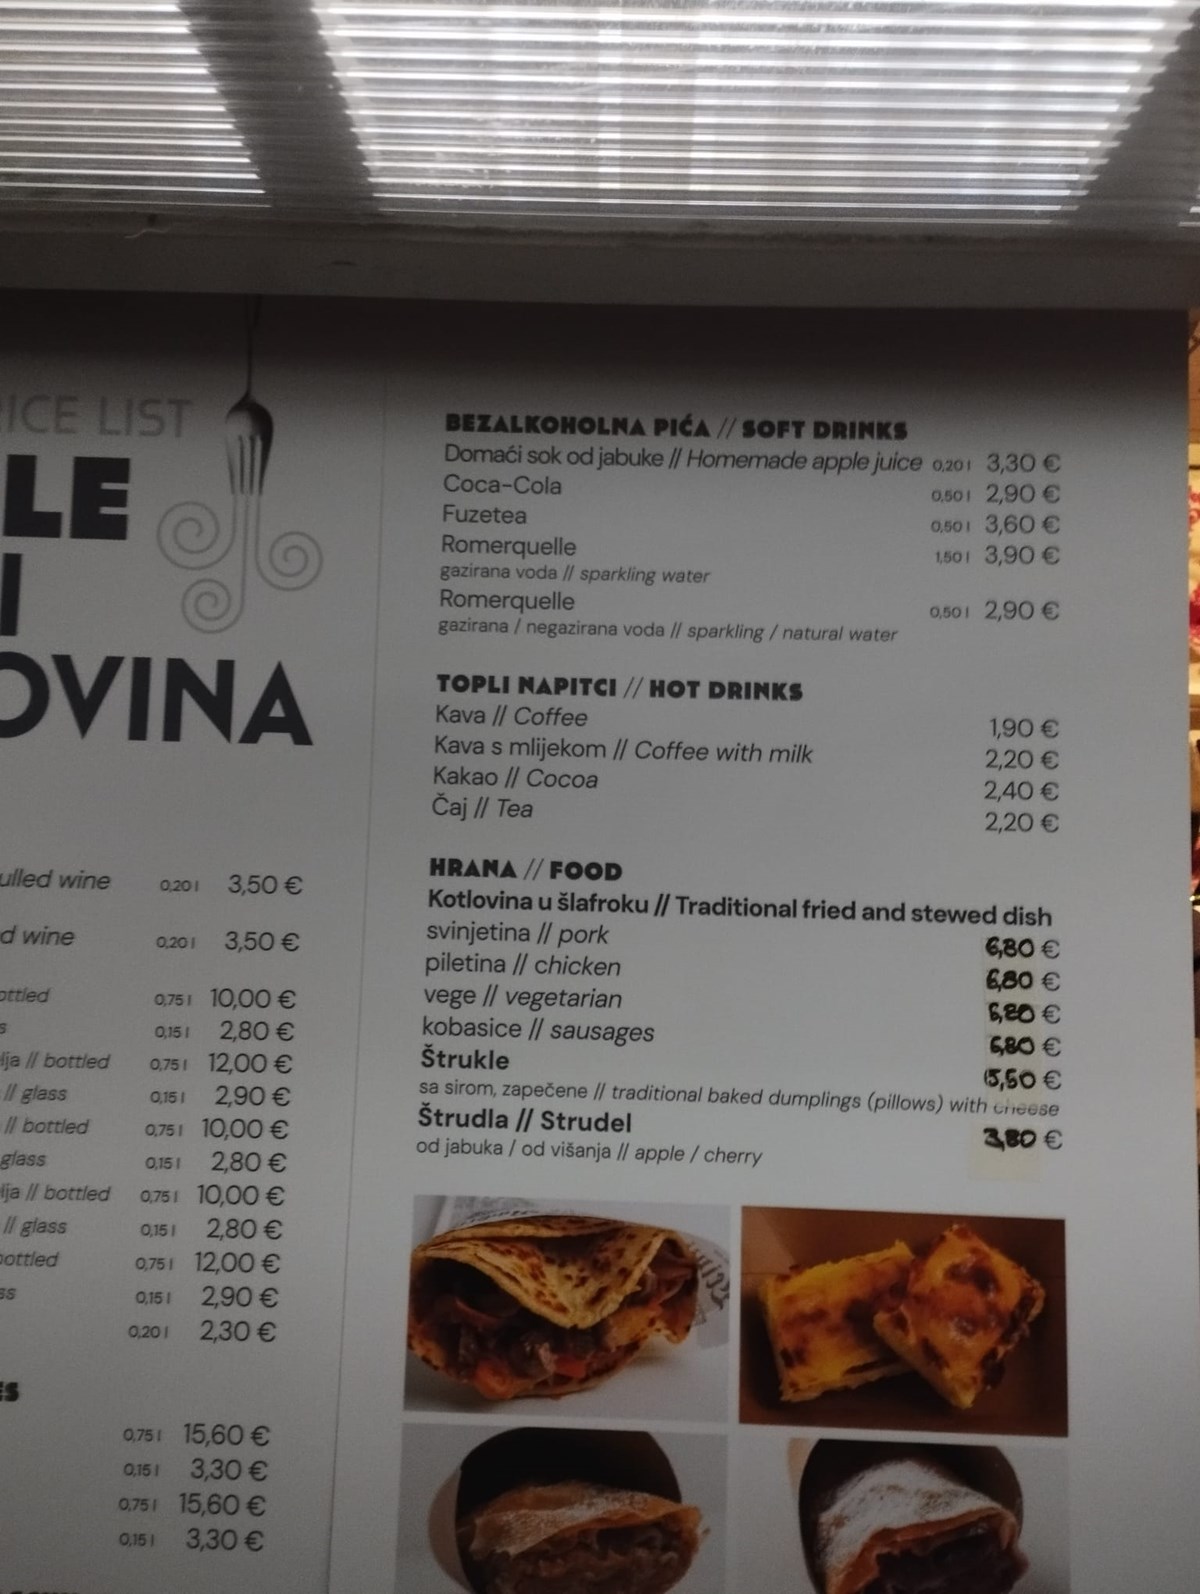 ICE LIST
LE
I
OVINA
ulled wine 0,20 l 3,50 €
d wine 0,20 l 3,50 €
ottled 0,75 l 10,00 €
s 0,15 l 2,80 €
lja // bottled 0,75 l 12,00 €
// glass 0,15 l 2,90 €
// bottled 0,75 l 10,00 €
glass 0,15 l 2,80 €
lja // bottled 0,75 l 10,00 €
// glass 0,15 l 2,80 €
ottled 0,75 l 12,00 €
ss 0,15 l 2,90 €
0,20 l 2,30 €
ES
0,75 l 15,60 €
0,15 l 3,30 €
0,75 l 15,60 €
0,15 l 3,30 €
BEZALKOHOLNA PIĆA // SOFT DRINKS
Domaći sok od jabuke // Homemade apple juice 0,20 l 3,30 €
Coca-Cola 0,50 l 2,90 €
Fuzetea 0,50 l 3,60 €
Romerquelle 1,50 l 3,90 €
gazirana voda // sparkling water
Romerquelle 0,50 l 2,90 €
gazirana / negazirana voda // sparkling / natural water
TOPLI NAPITCI // HOT DRINKS
Kava // Coffee 1,90 €
Kava s mlijekom // Coffee with milk 2,20 €
Kakao // Cocoa 2,40 €
Čaj // Tea 2,20 €
HRANA // FOOD
Kotlovina u šlafroku // Traditional fried and stewed dish
svinjetina // pork 6,80 €
piletina // chicken 6,80 €
vege // vegetarian 6,80 €
kobasice // sausages 6,80 €
Štrukle 5,50 €
sa sirom, zapečene // traditional baked dumplings (pillows) with cheese
Štrudla // Strudel 3,80 €
od jabuka / od višanja // apple / cherry